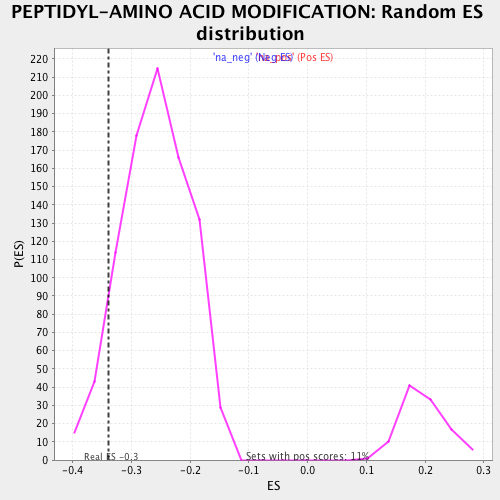 PEPTIDYL-AMINO ACID MODIFICATION: Random ES
distribution
'na_neg' (Neg ES) 'na_pos' (Pos ES)
220
210
200
190
180
170
160
150
140
130
120
110
100
90
80
70
60
50
40
30
20
10
0
P(ES)
Real ES -0.3
Sets with pos scores: 11%
-0.4 -0.3 -0.2 -0.1 0.0 0.1 0.2 0.3
ES